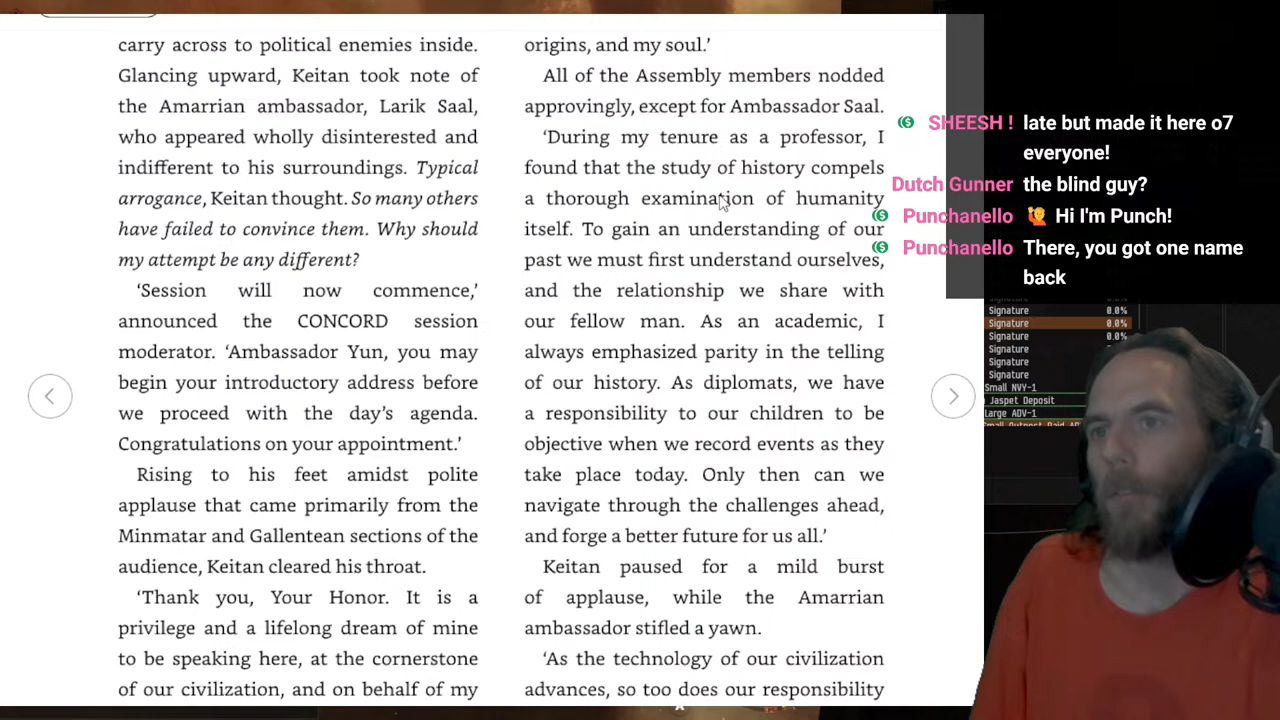 carry across to political enemies inside.
Glancing upward, Keitan took note of
the Amarrian ambassador, Larik Saal,
who appeared wholly disinterested and
indifferent to his surroundings. Typical
arrogance, Keitan thought. So many others
have failed to convince them. Why should
my attempt be any different?
‘Session will now commence,’
announced the CONCORD session
moderator. ‘Ambassador Yun, you may
begin your introductory address before
we proceed with the day’s agenda.
Congratulations on your appointment.’
Rising to his feet amidst polite
applause that came primarily from the
Minmatar and Gallentean sections of the
audience, Keitan cleared his throat.
‘Thank you, Your Honor. It is a
privilege and a lifelong dream of mine
to be speaking here, at the cornerstone
of our civilization, and on behalf of my
origins, and my soul.’
All of the Assembly members nodded
approvingly, except for Ambassador Saal.
‘During my tenure as a professor, I
found that the study of history compels
a thorough examination of humanity
itself. To gain an understanding of our
past we must first understand ourselves,
and the relationship we share with
our fellow man. As an academic, I
always emphasized parity in the telling
of our history. As diplomats, we have
a responsibility to our children to be
objective when we record events as they
take place today. Only then can we
navigate through the challenges ahead,
and forge a better future for us all.’
Keitan paused for a mild burst
of applause, while the Amarrian
ambassador stifled a yawn.
‘As the technology of our civilization
advances, so too does our responsibility
SHEESH ! late but made it here o7
everyone!
Dutch Gunner the blind guy?
Punchanello 🙋 Hi I'm Punch!
Punchanello There, you got one name
back
Signature 0.0%
Signature 0.0%
Signature 0.0%
Signature 0.0%
Signature
Signature
Signature
Small NVY-1
Jaspet Deposit
Large ADV-1